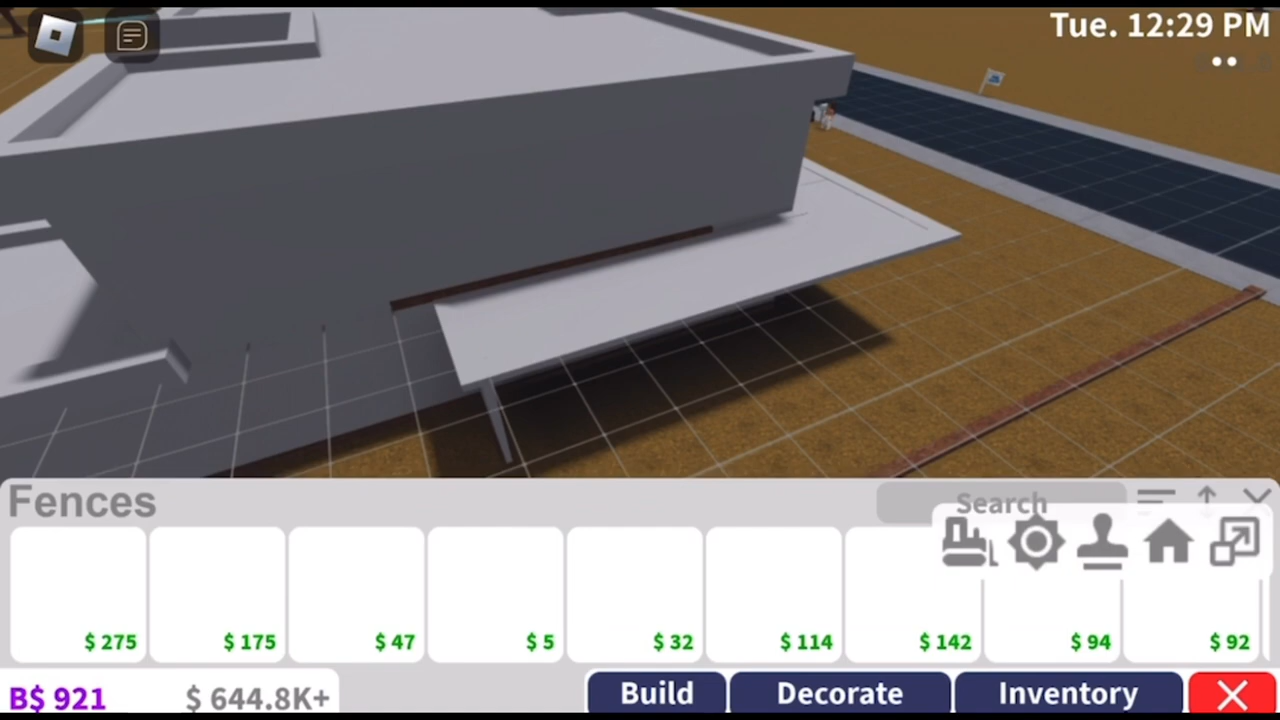 Tue. 12:29 PM
Fences
Search
$ 275
$ 175
$ 47
$ 5
$ 32
$ 114
$ 142
$ 94
$ 92
B$ 921
$ 644.8K+
Build
Decorate
Inventory